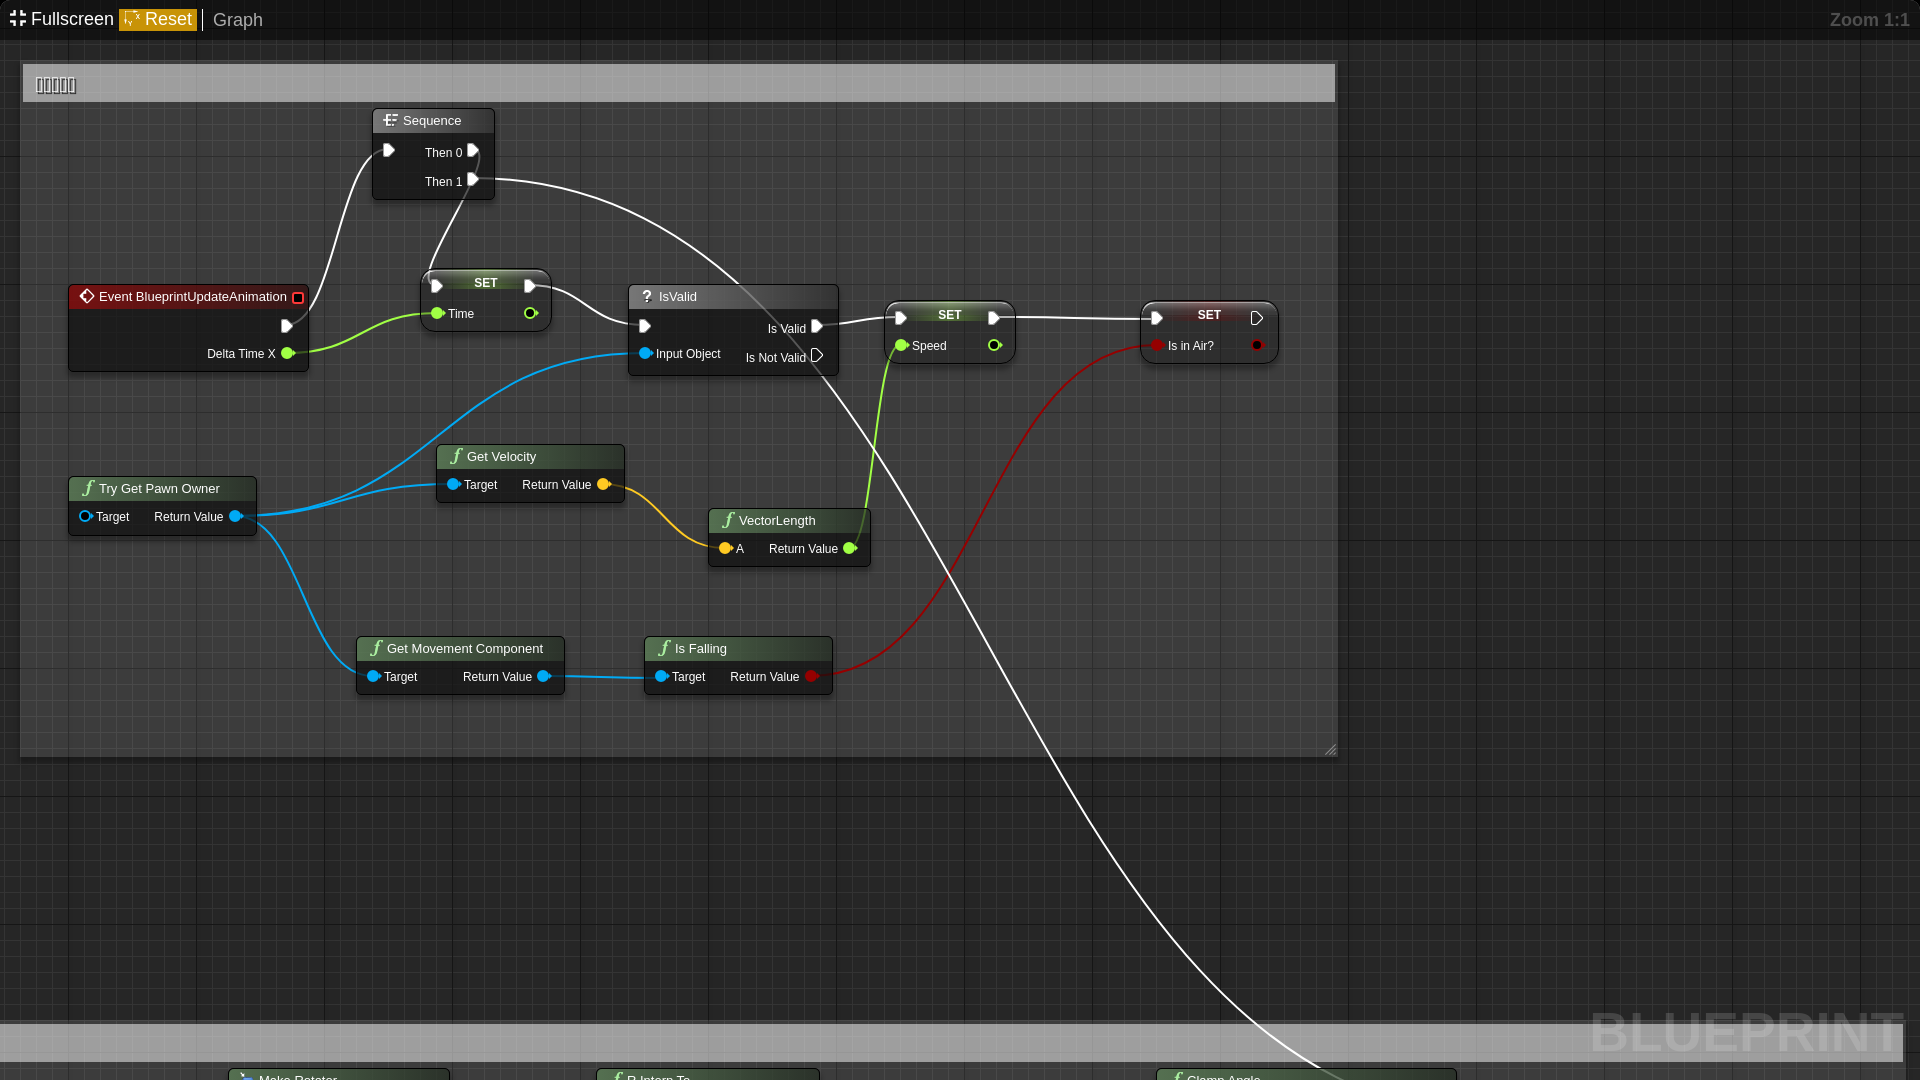 Fullscreen Reset Graph Zoom 1:1
Sequence
Then 0
Then 1
Event BlueprintUpdateAnimation
Delta Time X
SET
Time
IsValid
Is Valid
Input Object Is Not Valid
SET
Speed
SET
Is in Air?
Try Get Pawn Owner
Target Return Value
Get Velocity
Target Return Value
VectorLength
A Return Value
Get Movement Component
Target Return Value
Is Falling
Target Return Value
BLUEPRINT
Make Rotator
R Interp To
Clamp Angle